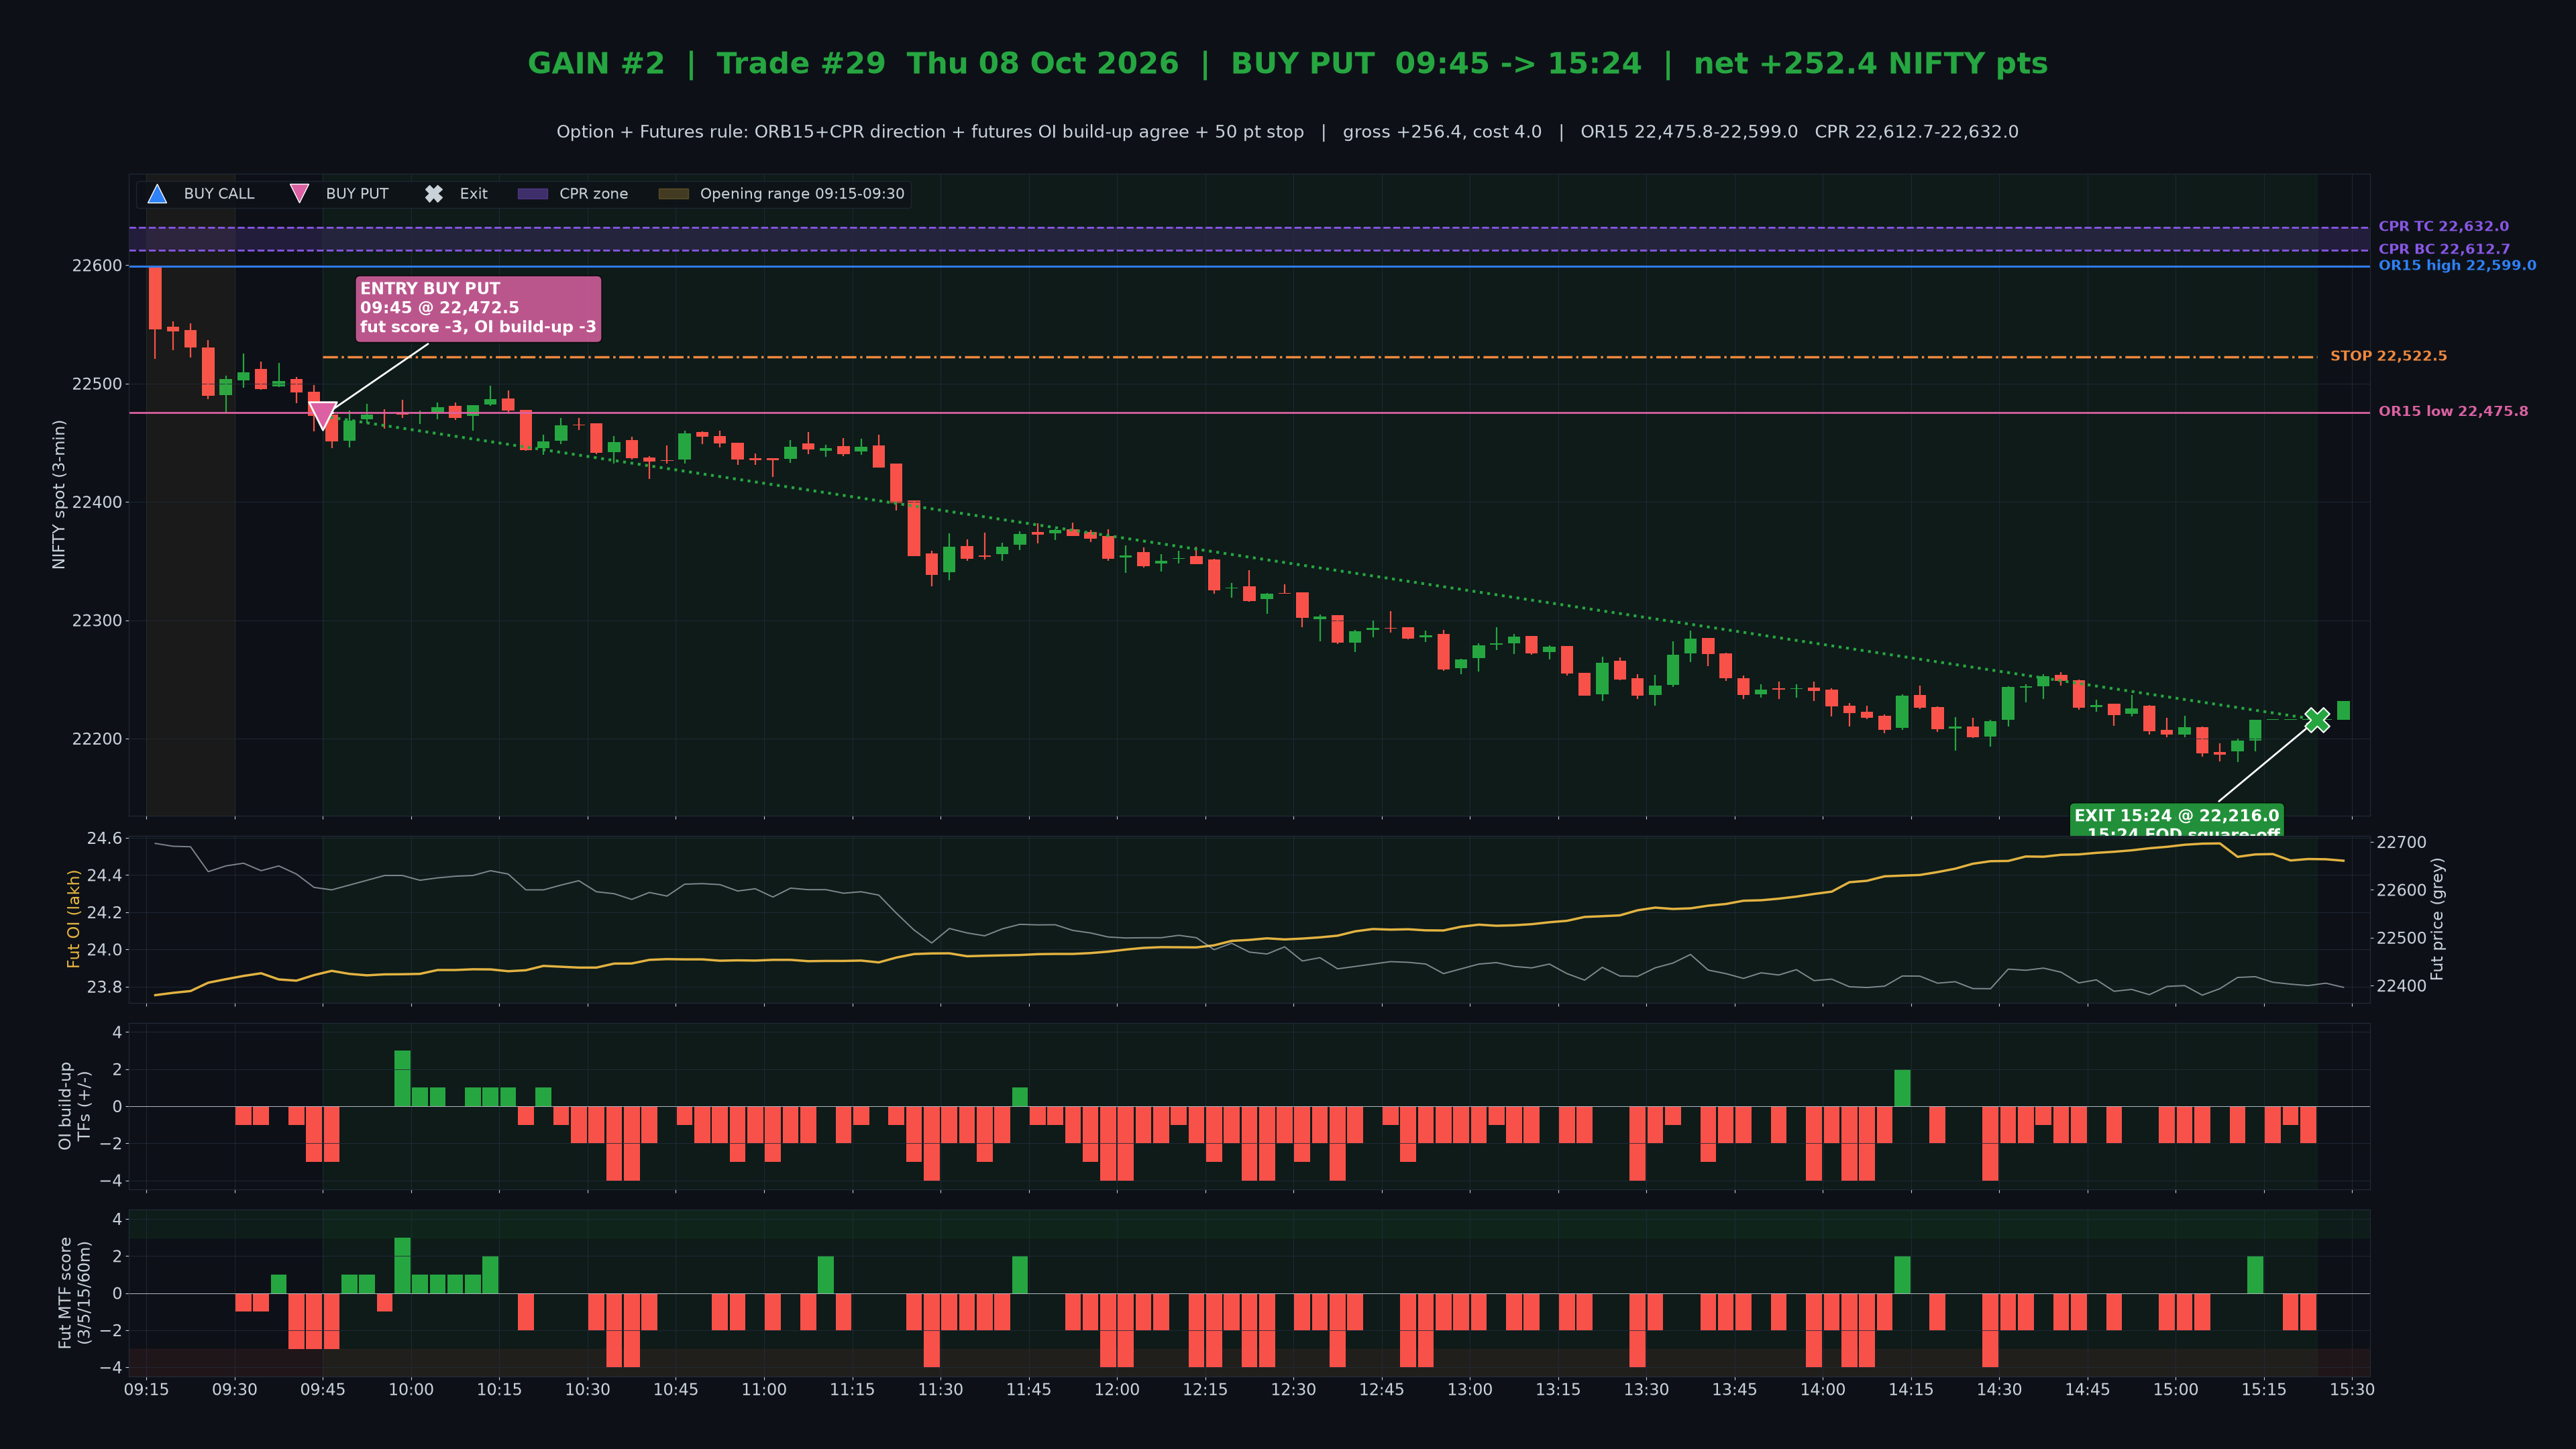 GAIN #2 | Trade #29 Thu 08 Oct 2026 | BUY PUT 09:45 -> 15:24 | net +252.4 NIFTY pts
Option + Futures rule: ORB15+CPR direction + futures OI build-up agree + 50 pt stop | gross +256.4, cost 4.0 | OR15 22,475.8-22,599.0 CPR 22,612.7-22,632.0
BUY CALL BUY PUT Exit CPR zone Opening range 09:15-09:30
CPR TC 22,632.0
CPR BC 22,612.7
OR15 high 22,599.0
STOP 22,522.5
OR15 low 22,475.8
ENTRY BUY PUT
09:45 @ 22,472.5
fut score -3, OI build-up -3
NIFTY spot (3-min)
22600
22500
22400
22300
22200
EXIT 15:24 @ 22,216.0
15:24 EOD square-off
Fut OI (lakh)
24.6
24.4
24.2
24.0
23.8
22700
22600
22500
22400
Fut price (grey)
OI build-up
TFs (+/-)
4
2
0
−2
−4
Fut MTF score
(3/5/15/60m)
4
2
0
−2
−4
09:15 09:30 09:45 10:00 10:15 10:30 10:45 11:00 11:15 11:30 11:45 12:00 12:15 12:30 12:45 13:00 13:15 13:30 13:45 14:00 14:15 14:30 14:45 15:00 15:15 15:30